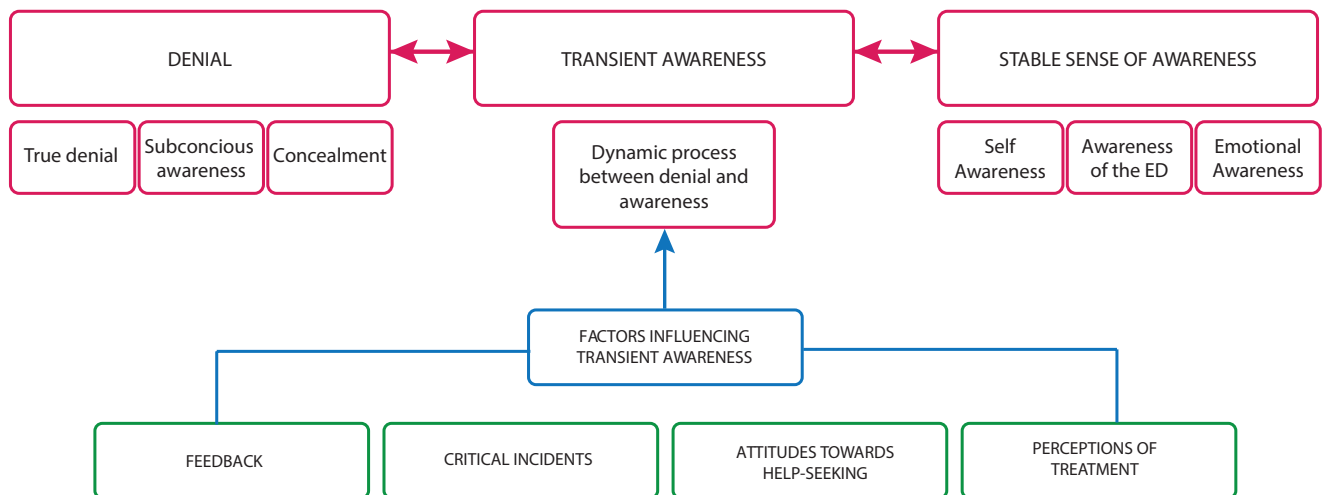 DENIAL
TRANSIENT AWARENESS
STABLE SENSE OF AWARENESS
True denial
Subconcious
awareness
Concealment
Dynamic process
between denial and
awareness
Self
Awareness
Awareness
of the ED
Emotional
Awareness
FACTORS INFLUENCING
TRANSIENT AWARENESS
FEEDBACK
CRITICAL INCIDENTS
ATTITUDES TOWARDS
HELP-SEEKING
PERCEPTIONS OF
TREATMENT